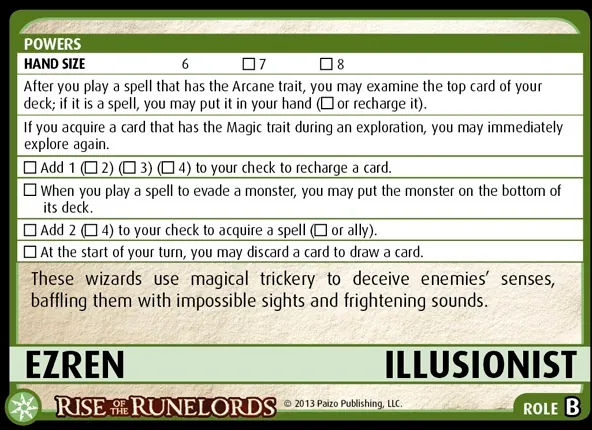 POWERS
HAND SIZE 6 ☐ 7 ☐ 8
After you play a spell that has the Arcane trait, you may examine the top card of your
deck; if it is a spell, you may put it in your hand (☐ or recharge it).
If you acquire a card that has the Magic trait during an exploration, you may immediately
explore again.
☐ Add 1 (☐ 2) (☐ 3) (☐ 4) to your check to recharge a card.
☐ When you play a spell to evade a monster, you may put the monster on the bottom of
its deck.
☐ Add 2 (☐ 4) to your check to acquire a spell (☐ or ally).
☐ At the start of your turn, you may discard a card to draw a card.
These wizards use magical trickery to deceive enemies’ senses,
baffling them with impossible sights and frightening sounds.
EZREN ILLUSIONIST
RISE OF THE RUNELORDS © 2013 Paizo Publishing, LLC. ROLE B